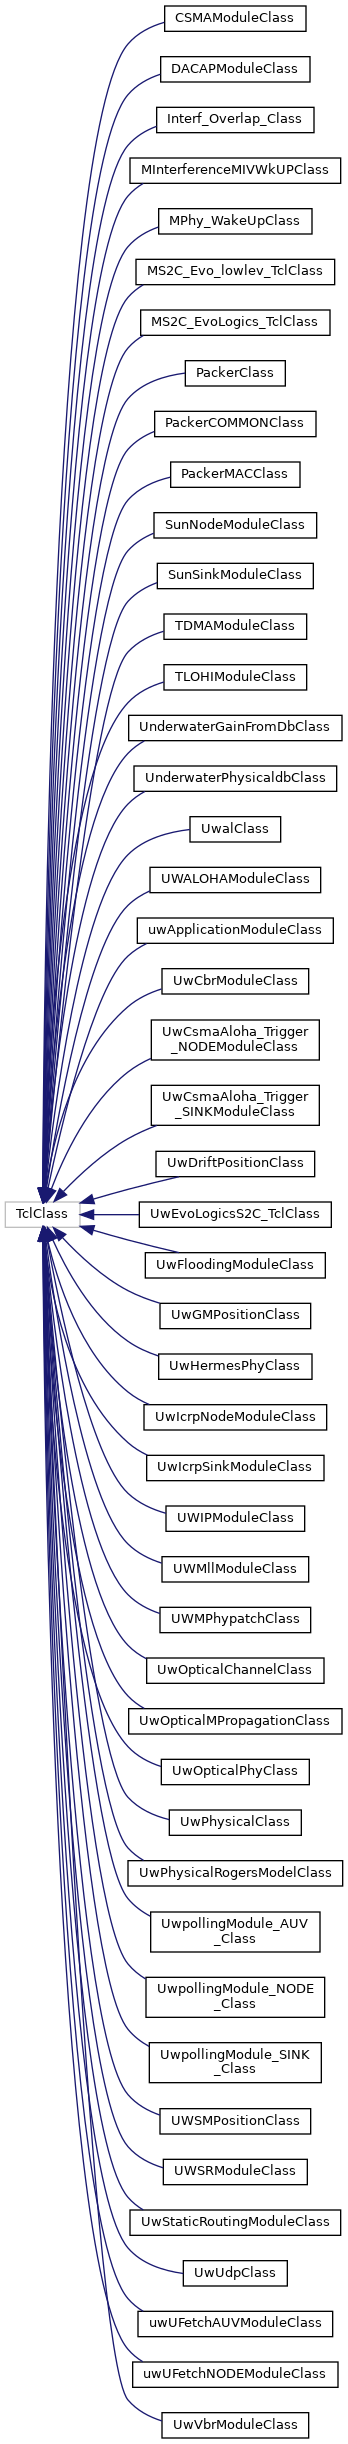 CSMAModuleClass
DACAPModuleClass
Interf_Overlap_Class
MInterferenceMIVWkUPClass
MPhy_WakeUpClass
MS2C_Evo_lowlev_TclClass
MS2C_EvoLogics_TclClass
PackerClass
PackerCOMMONClass
PackerMACClass
SunNodeModuleClass
SunSinkModuleClass
TDMAModuleClass
TLOHIModuleClass
UnderwaterGainFromDbClass
UnderwaterPhysicaldbClass
UwalClass
UWALOHAModuleClass
uwApplicationModuleClass
UwCbrModuleClass
UwCsmaAloha_Trigger
_NODEModuleClass
UwCsmaAloha_Trigger
_SINKModuleClass
UwDriftPositionClass
TclClass
UwEvoLogicsS2C_TclClass
UwFloodingModuleClass
UwGMPositionClass
UwHermesPhyClass
UwIcrpNodeModuleClass
UwIcrpSinkModuleClass
UWIPModuleClass
UWMllModuleClass
UWMPhypatchClass
UwOpticalChannelClass
UwOpticalMPropagationClass
UwOpticalPhyClass
UwPhysicalClass
UwPhysicalRogersModelClass
UwpollingModule_AUV
_Class
UwpollingModule_NODE
_Class
UwpollingModule_SINK
_Class
UWSMPositionClass
UWSRModuleClass
UwStaticRoutingModuleClass
UwUdpClass
uwUFetchAUVModuleClass
uwUFetchNODEModuleClass
UwVbrModuleClass